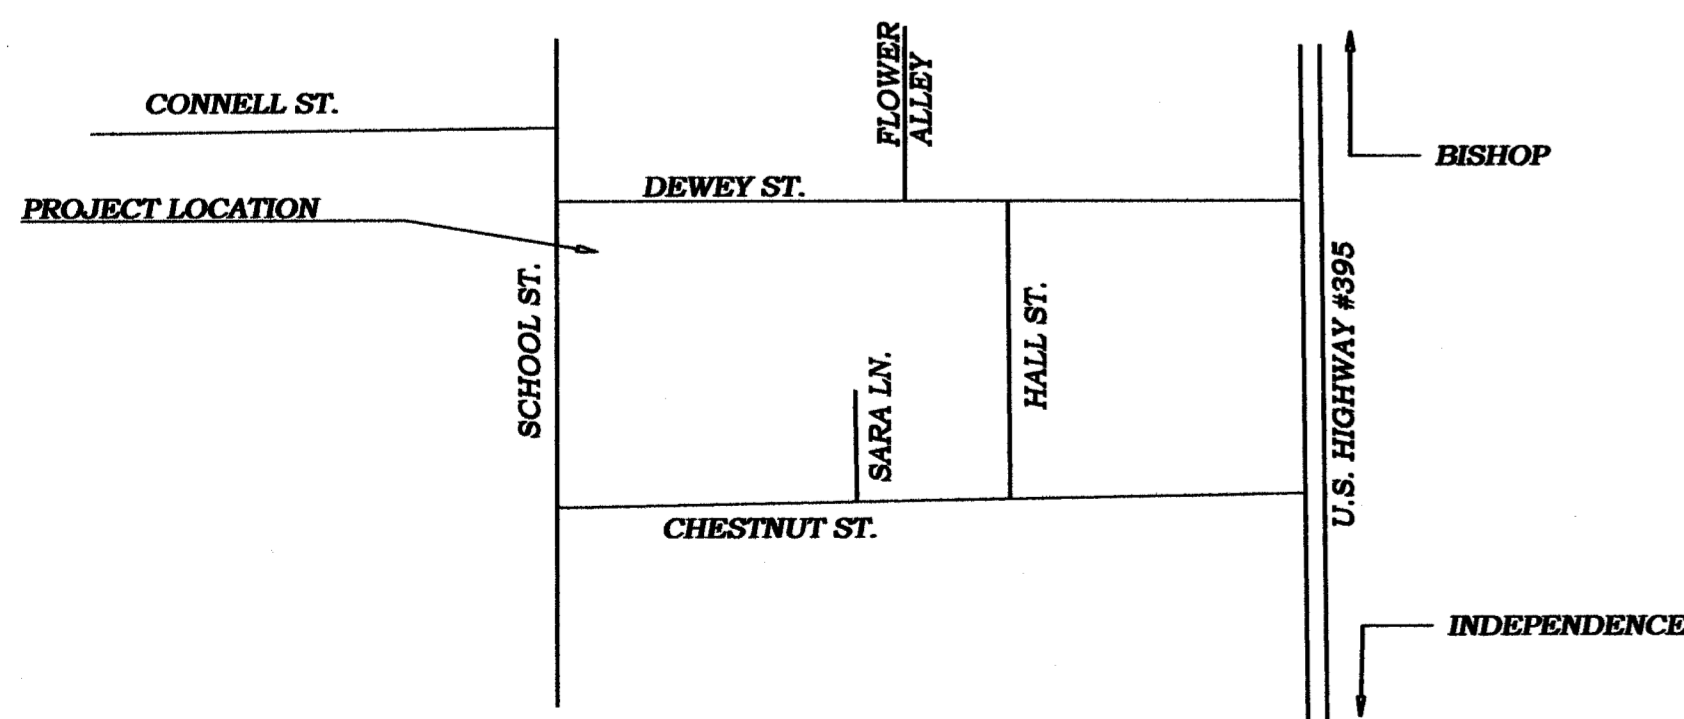 FLOWER
ALLEY
CONNELL ST.
BISHOP
DEWEY ST.
PROJECT LOCATION
SCHOOL ST.
HALL ST.
U.S. HIGHWAY #395
SARA LN.
CHESTNUT ST.
INDEPENDENCE